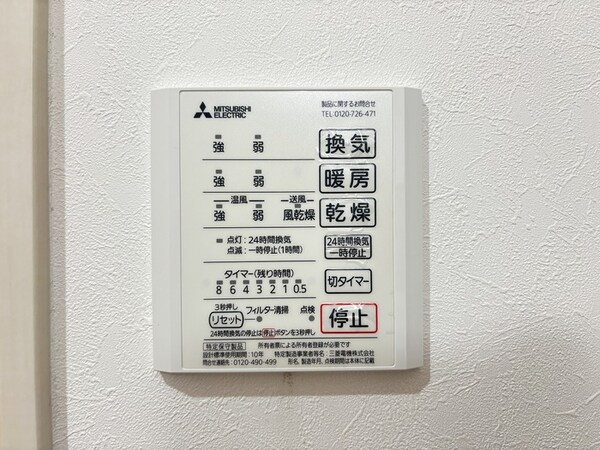 MITSUBISHI ELECTRIC
製品に関するお問合せ
TEL:0120-726-471
強 弱 換気
強 弱 暖房
温風 送風
強 弱 風乾燥 乾燥
点灯:24時間換気
点滅:一時停止(1時間)
24時間換気
一時停止
タイマー(残り時間)
8 6 4 3 2 1 0.5
切タイマー
3秒押し
リセット フィルター清掃 点検
停止
24時間換気の停止は停止ボタンを3秒押し
特定保守製品 所有者票による所有者登録が必要です
設計標準使用期間:10年 特定製造事業者等名:三菱電機株式会社
問合せ連絡先:0120-490-499 形名、製造年月、点検期間は本体に記載